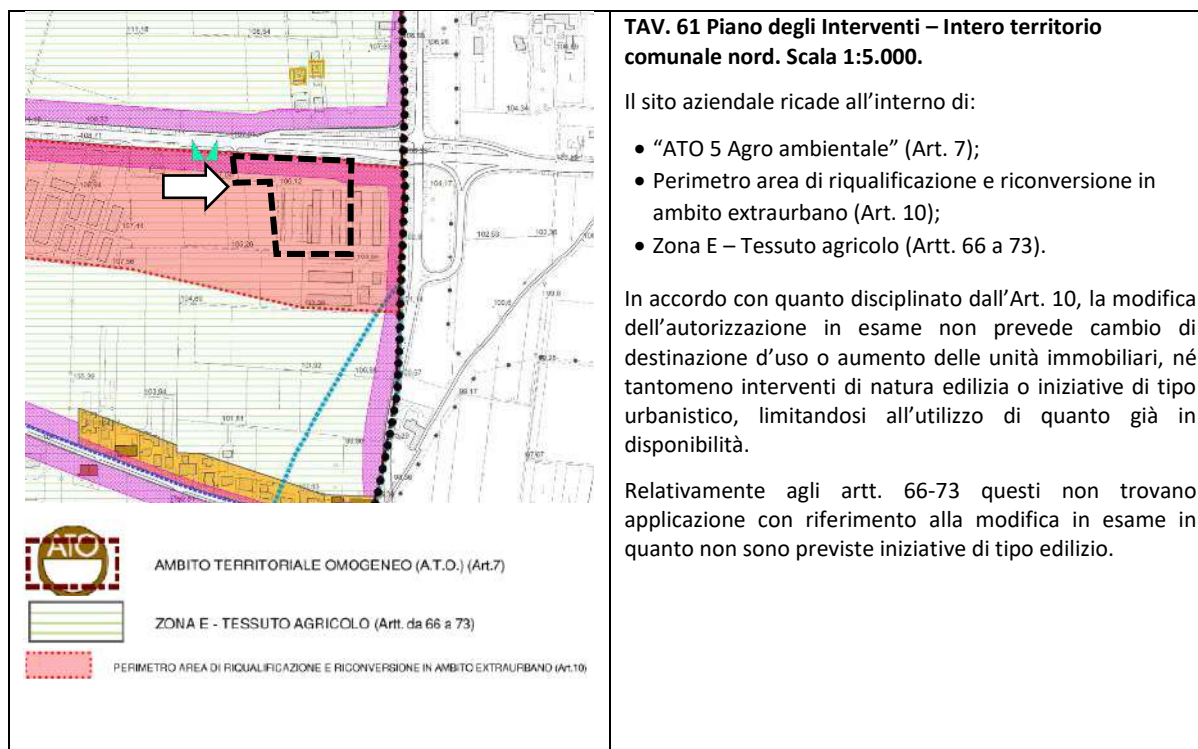 TAV. 61 Piano degli Interventi – Intero territorio
comunale nord. Scala 1:5.000.
Il sito aziendale ricade all'interno di:
• "ATO 5 Agro ambientale" (Art. 7);
• Perimetro area di riqualificazione e riconversione in
ambito extraurbano (Art. 10);
• Zona E – Tessuto agricolo (Artt. 66 a 73).
In accordo con quanto disciplinato dall'Art. 10, la modifica
dell'autorizzazione in esame non prevede cambio di
destinazione d'uso o aumento delle unità immobiliari, né
tantomeno interventi di natura edilizia o iniziative di tipo
urbanistico, limitandosi all'utilizzo di quanto già in
disponibilità.
Relativamente agli artt. 66-73 questi non trovano
applicazione con riferimento alla modifica in esame in
quanto non sono previste iniziative di tipo edilizio.
ATO
AMBITO TERRITORIALE OMOGENEO (A.T.O.) (Art.7)
ZONA E - TESSUTO AGRICOLO (Artt. da 66 a 73)
PERIMETRO AREA DI RIQUALIFICAZIONE E RICONVERSIONE IN AMBITO EXTRAURBANO (Art.10)